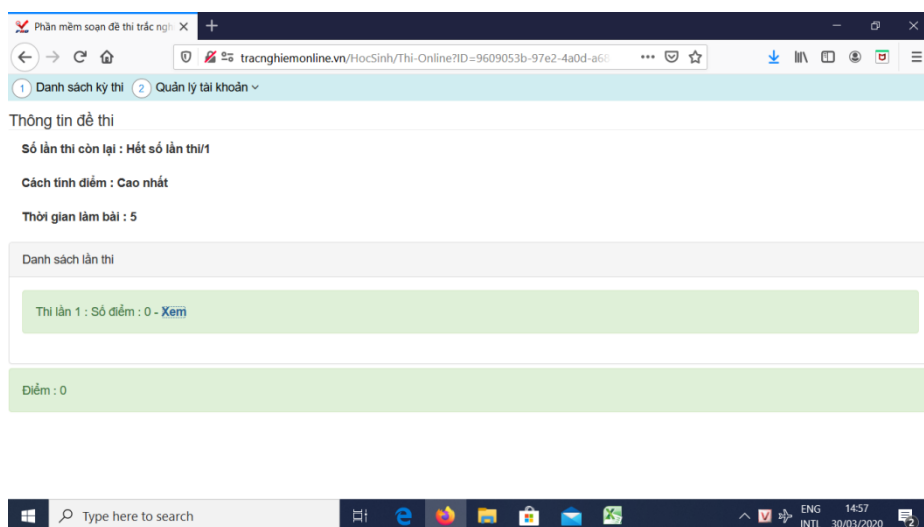 Phần mềm soạn đề thi trắc ngh
tracnghiemonline.vn/HocSinh/Thi-Online?ID=9609053b-97e2-4a0d-a68
1 Danh sách kỳ thi 2 Quản lý tài khoản
Thông tin đề thi
Số lần thi còn lại : Hết số lần thi/1
Cách tính điểm : Cao nhất
Thời gian làm bài : 5
Danh sách lần thi
Thi lần 1 : Số điểm : 0 - Xem
Điểm : 0
Type here to search
ENG
INTL
14:57
30/03/2020
2